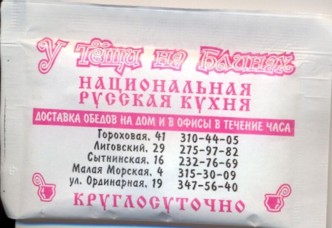 У Тёщи на Блинах
НАЦИОНАЛЬНАЯ
РУССКАЯ КУХНЯ
ДОСТАВКА ОБЕДОВ НА ДОМ И В ОФИСЫ В ТЕЧЕНИЕ ЧАСА
Гороховая, 41 310-44-05
Лиговский, 29 275-97-82
Сытнинская, 16 232-76-69
Малая Морская, 4 315-30-09
ул. Ординарная, 19 347-56-40
КРУГЛОСУТОЧНО